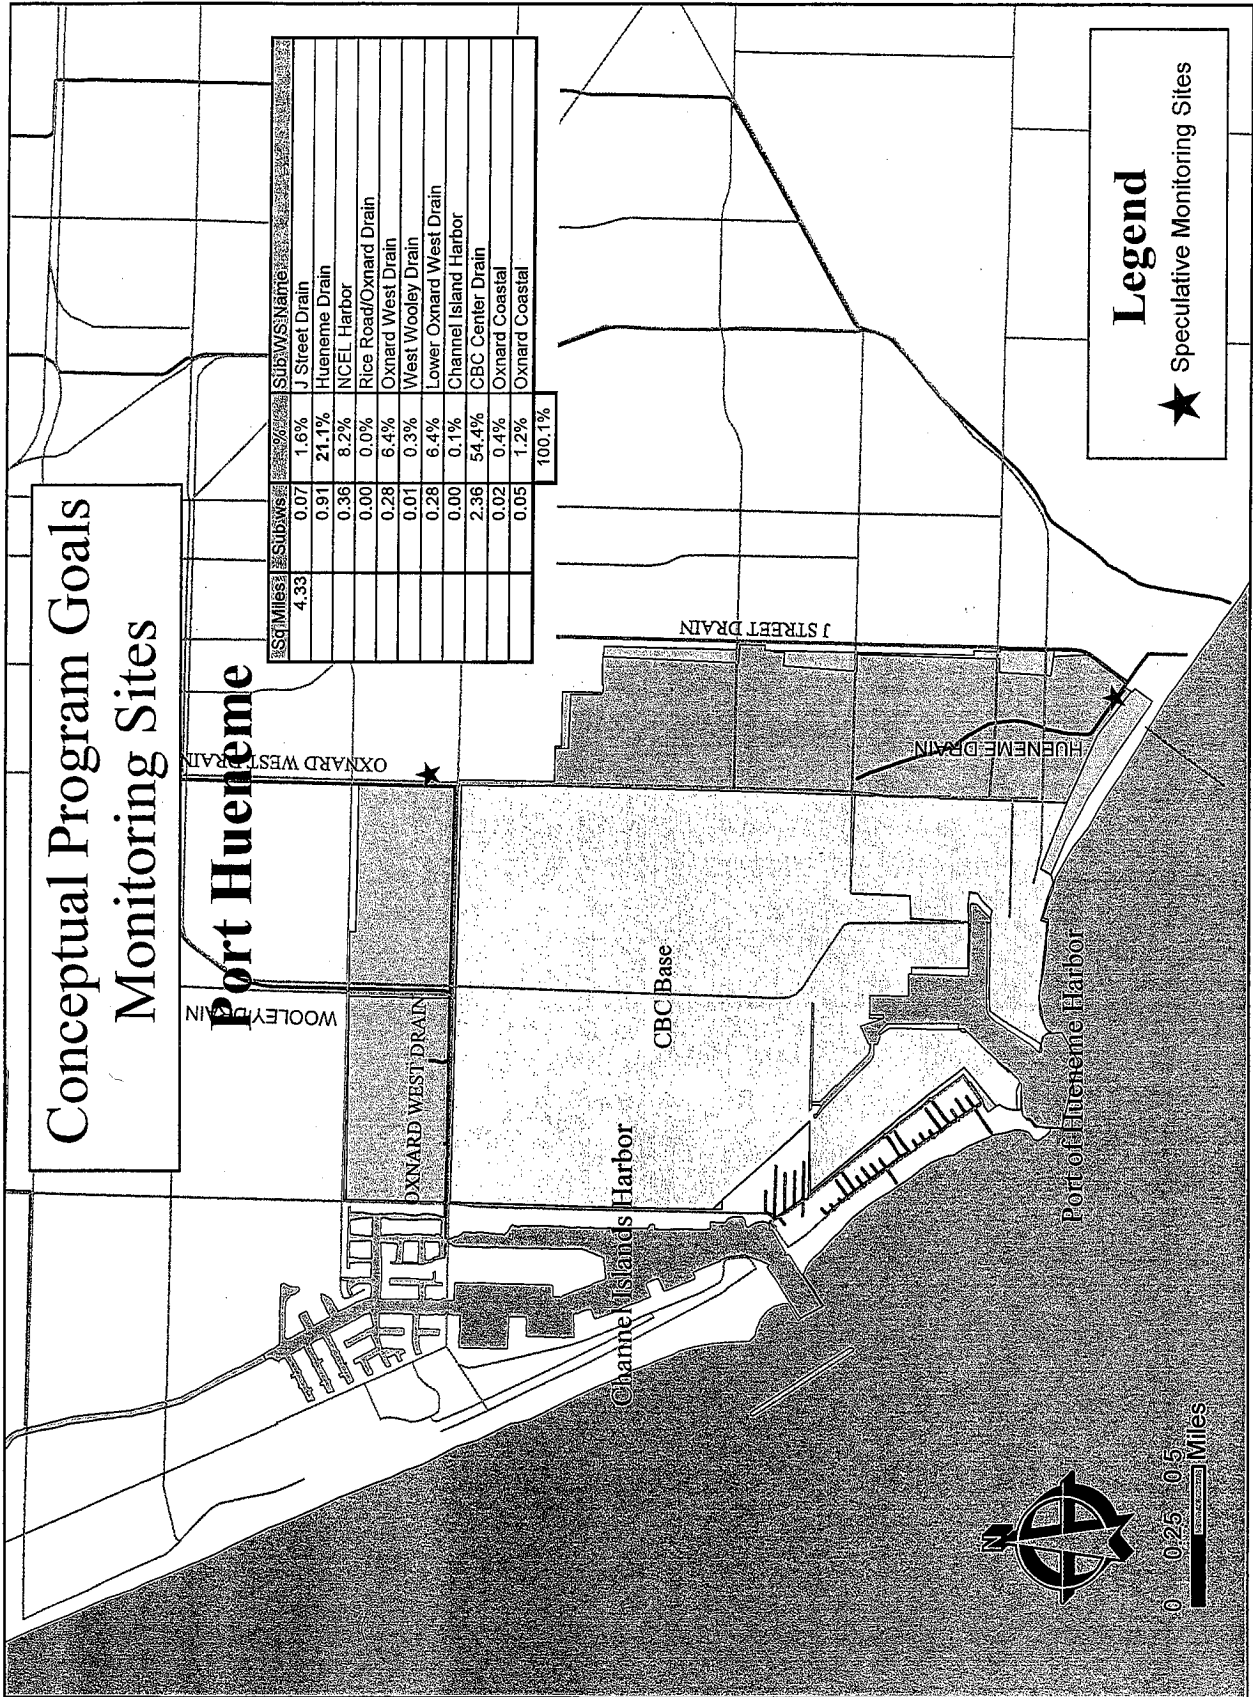 Conceptual Program Goals
Monitoring Sites
Port Hueneme
Sq Miles Subws % Sub WS Name
4.33 0.07 1.6% J Street Drain
0.91 21.1% Hueneme Drain
0.36 8.2% NCEL Harbor
0.00 0.0% Rice Road/Oxnard Drain
0.28 6.4% Oxnard West Drain
0.01 0.3% West Wooley Drain
0.28 6.4% Lower Oxnard West Drain
0.00 0.1% Channel Island Harbor
2.36 54.4% CBC Center Drain
0.02 0.4% Oxnard Coastal
0.05 1.2% Oxnard Coastal
100.1%
WOOLEY DRAIN
OXNARD WEST DRAIN
OXNARD WEST DRAIN
J STREET DRAIN
HUENEME DRAIN
CBC Base
Channel Islands Harbor
Port of Hueneme Harbor
N
0 0.25 0.5
Miles
Legend
Speculative Monitoring Sites